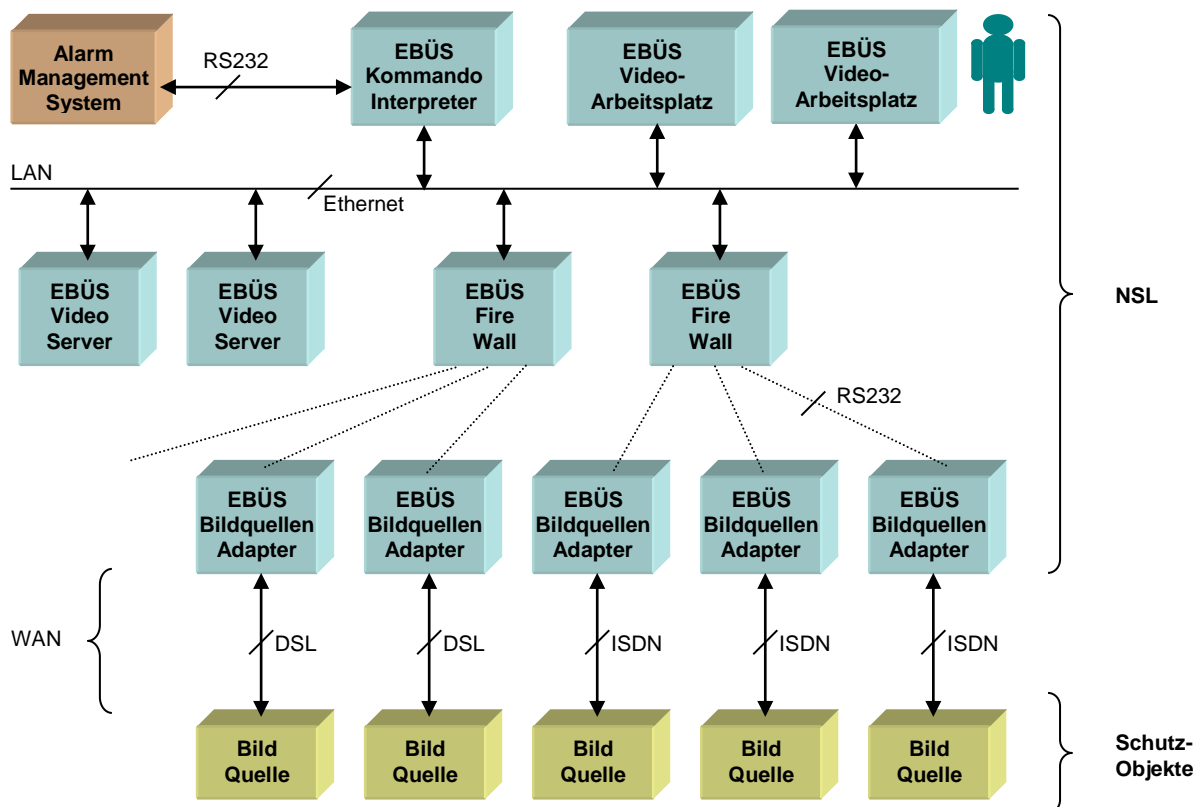 Alarm
Management
System
RS232
EBÜS
Kommando
Interpreter
EBÜS
Video-
Arbeitsplatz
EBÜS
Video-
Arbeitsplatz
LAN
Ethernet
EBÜS
Video
Server
EBÜS
Video
Server
EBÜS
Fire
Wall
EBÜS
Fire
Wall
NSL
RS232
EBÜS
Bildquellen
Adapter
EBÜS
Bildquellen
Adapter
EBÜS
Bildquellen
Adapter
EBÜS
Bildquellen
Adapter
EBÜS
Bildquellen
Adapter
WAN
DSL
DSL
ISDN
ISDN
ISDN
Bild
Quelle
Bild
Quelle
Bild
Quelle
Bild
Quelle
Bild
Quelle
Schutz-
Objekte